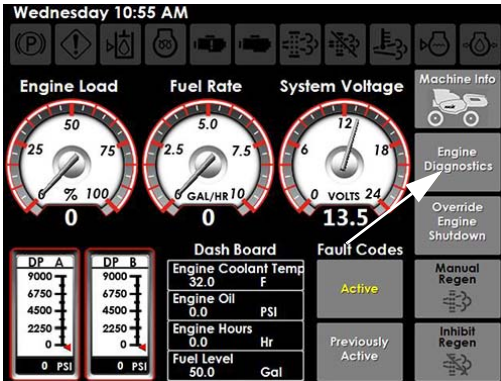 Wednesday 10:55 AM
(P)
Machine Info
Engine Load
Fuel Rate
System Voltage
50
25
75
0
100
%
0
5.0
2.5
7.5
0
10
GAL/HR
0
12
6
18
0
24
VOLTS
13.5
Engine
Diagnostics
Override
Engine
Shutdown
DP A
9000
6750
4500
2250
0
0 PSI
DP B
9000
6750
4500
2250
0
0 PSI
Dash Board
Engine Coolant Temp
32.0 F
Engine Oil
0.0 PSI
Engine Hours
0.0 Hr
Fuel Level
50.0 Gal
Fault Codes
Active
Previously
Active
Manual
Regen
Inhibit
Regen